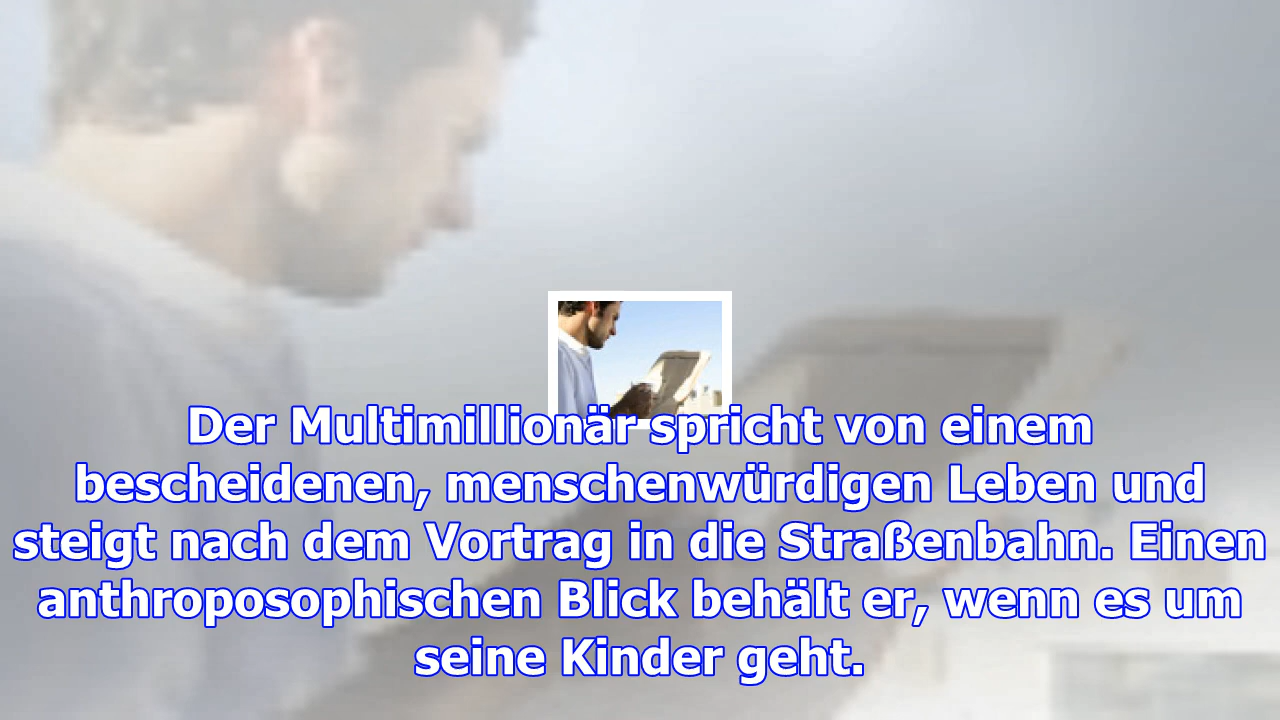 Der Multimillionär spricht von einem
bescheidenen, menschenwürdigen Leben und
steigt nach dem Vortrag in die Straßenbahn. Einen
anthroposophischen Blick behält er, wenn es um
seine Kinder geht.